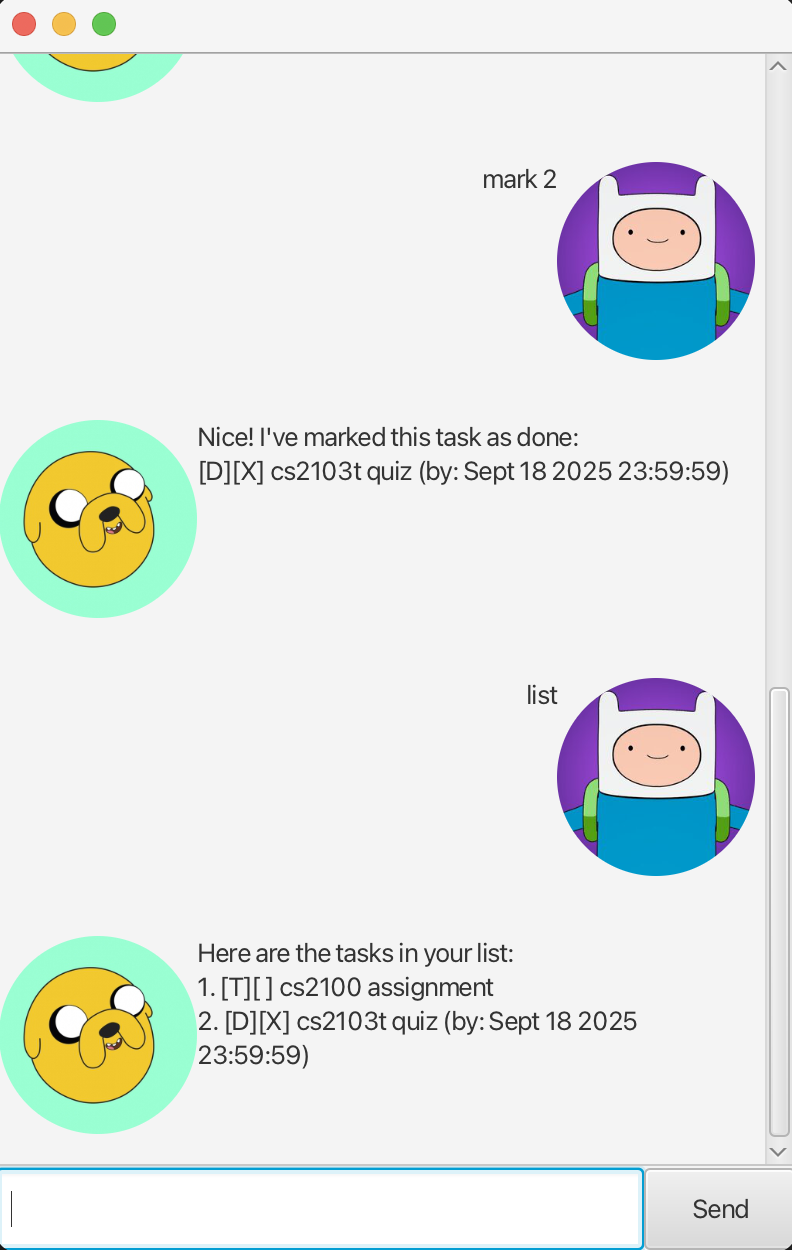 mark 2
Nice! I've marked this task as done:
[D][X] cs2103t quiz (by: Sept 18 2025 23:59:59)
list
Here are the tasks in your list:
1. [T][ ] cs2100 assignment
2. [D][X] cs2103t quiz (by: Sept 18 2025
23:59:59)
Send